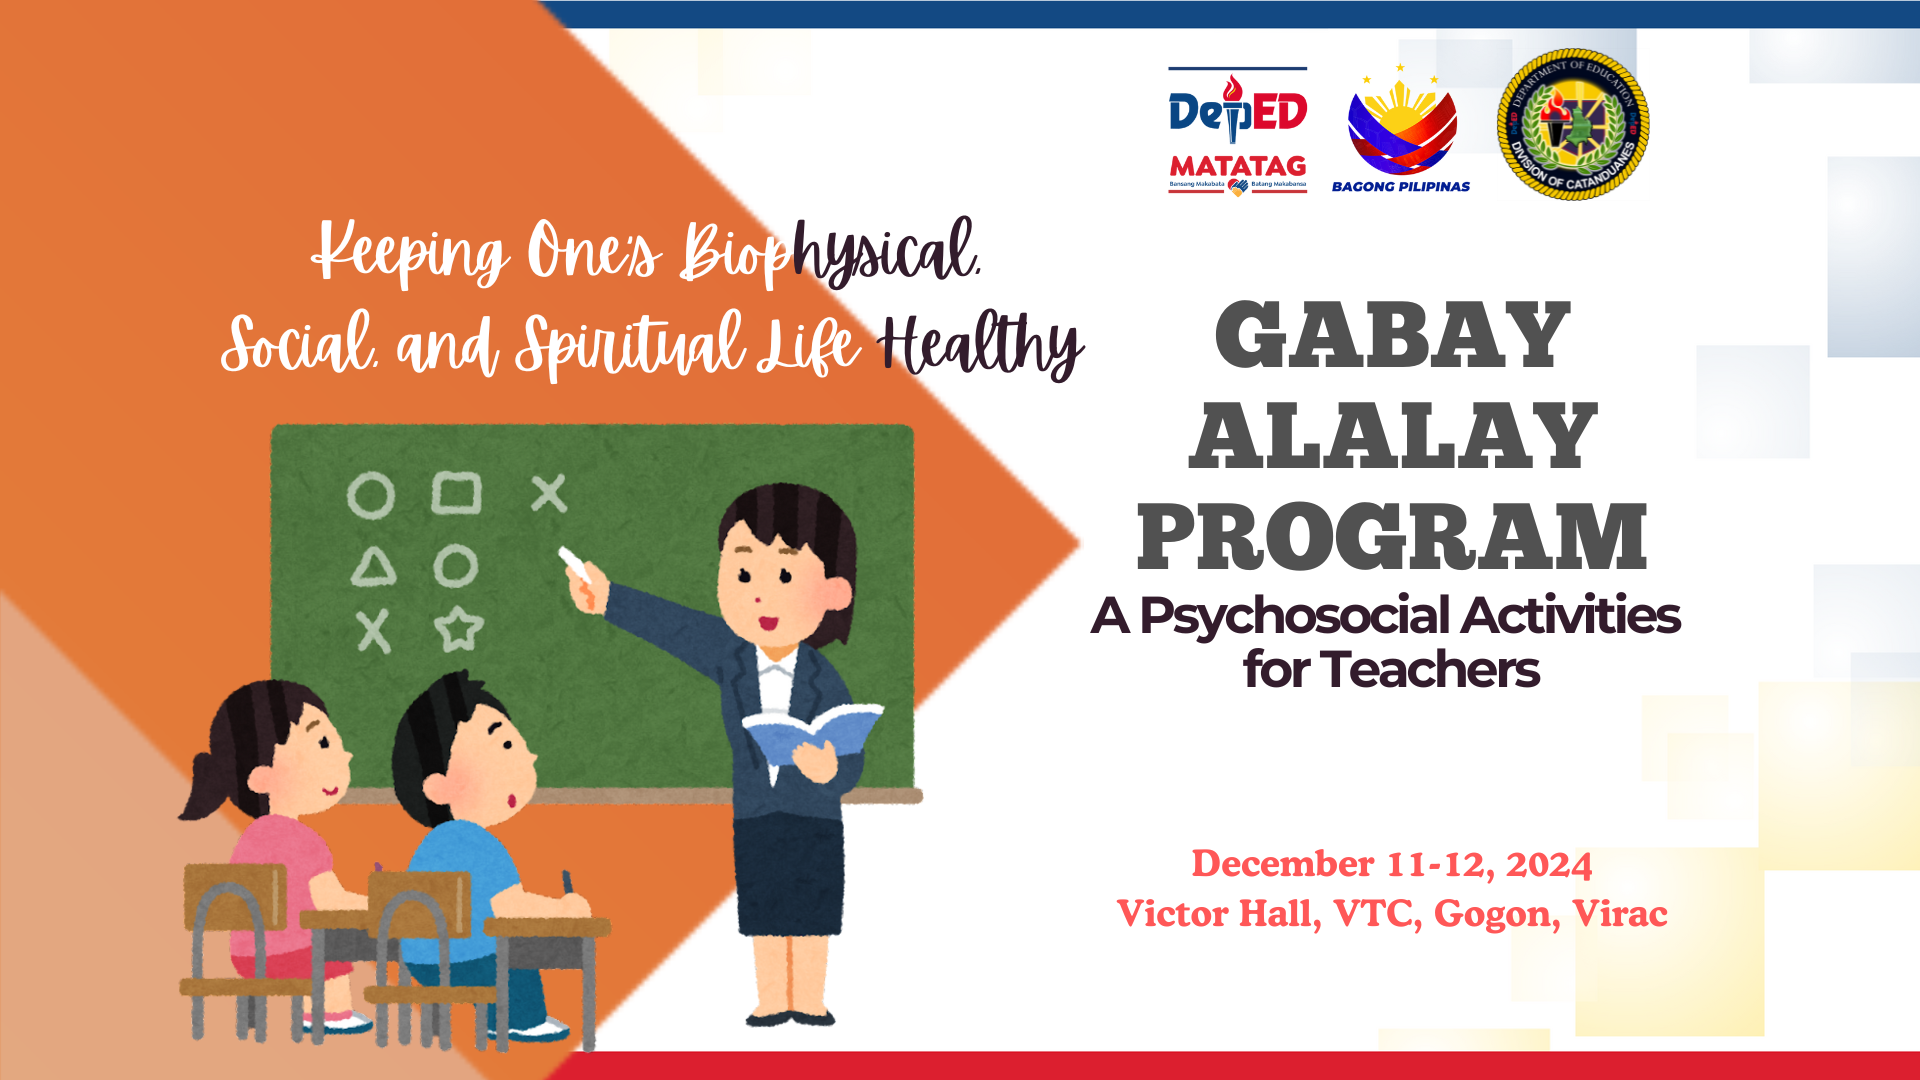 DepED
MATATAG
Bansang Makabata Batang Makabansa
BAGONG PILIPINAS
DEPARTMENT OF EDUCATION
DepED DepED
DIVISION OF CATANDUANES
Keeping One's Biophysical,
Social, and Spiritual Life Healthy
GABAY
ALALAY
PROGRAM
A Psychosocial Activities
for Teachers
December 11-12, 2024
Victor Hall, VTC, Gogon, Virac